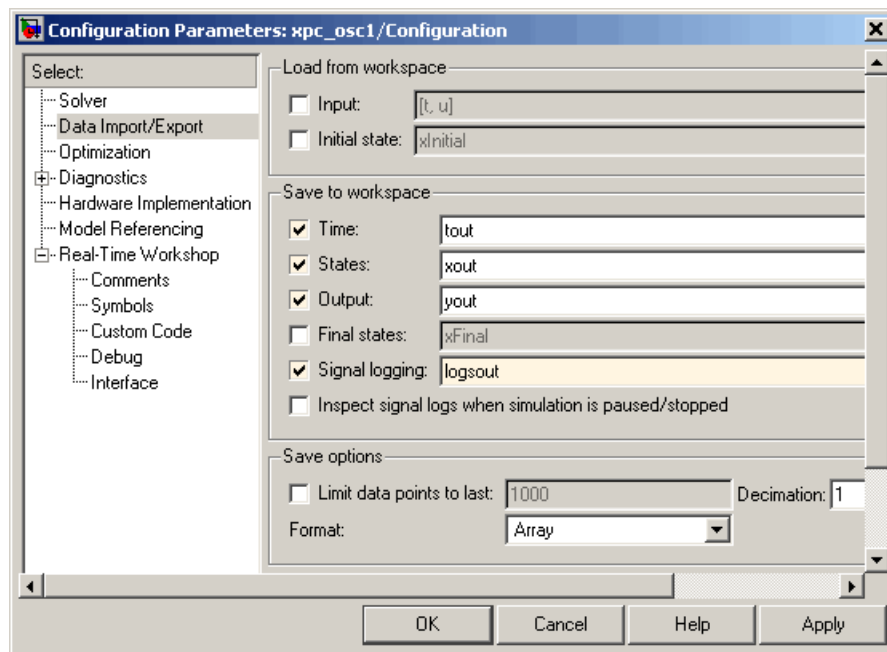 Configuration Parameters: xpc_osc1/Configuration
Select:
Solver
Data Import/Export
Optimization
Diagnostics
Hardware Implementation
Model Referencing
Real-Time Workshop
Comments
Symbols
Custom Code
Debug
Interface
Load from workspace
Input: [t, u]
Initial state: xInitial
Save to workspace
Time: tout
States: xout
Output: yout
Final states: xFinal
Signal logging: logsout
Inspect signal logs when simulation is paused/stopped
Save options
Limit data points to last: 1000 Decimation: 1
Format: Array
OK Cancel Help Apply